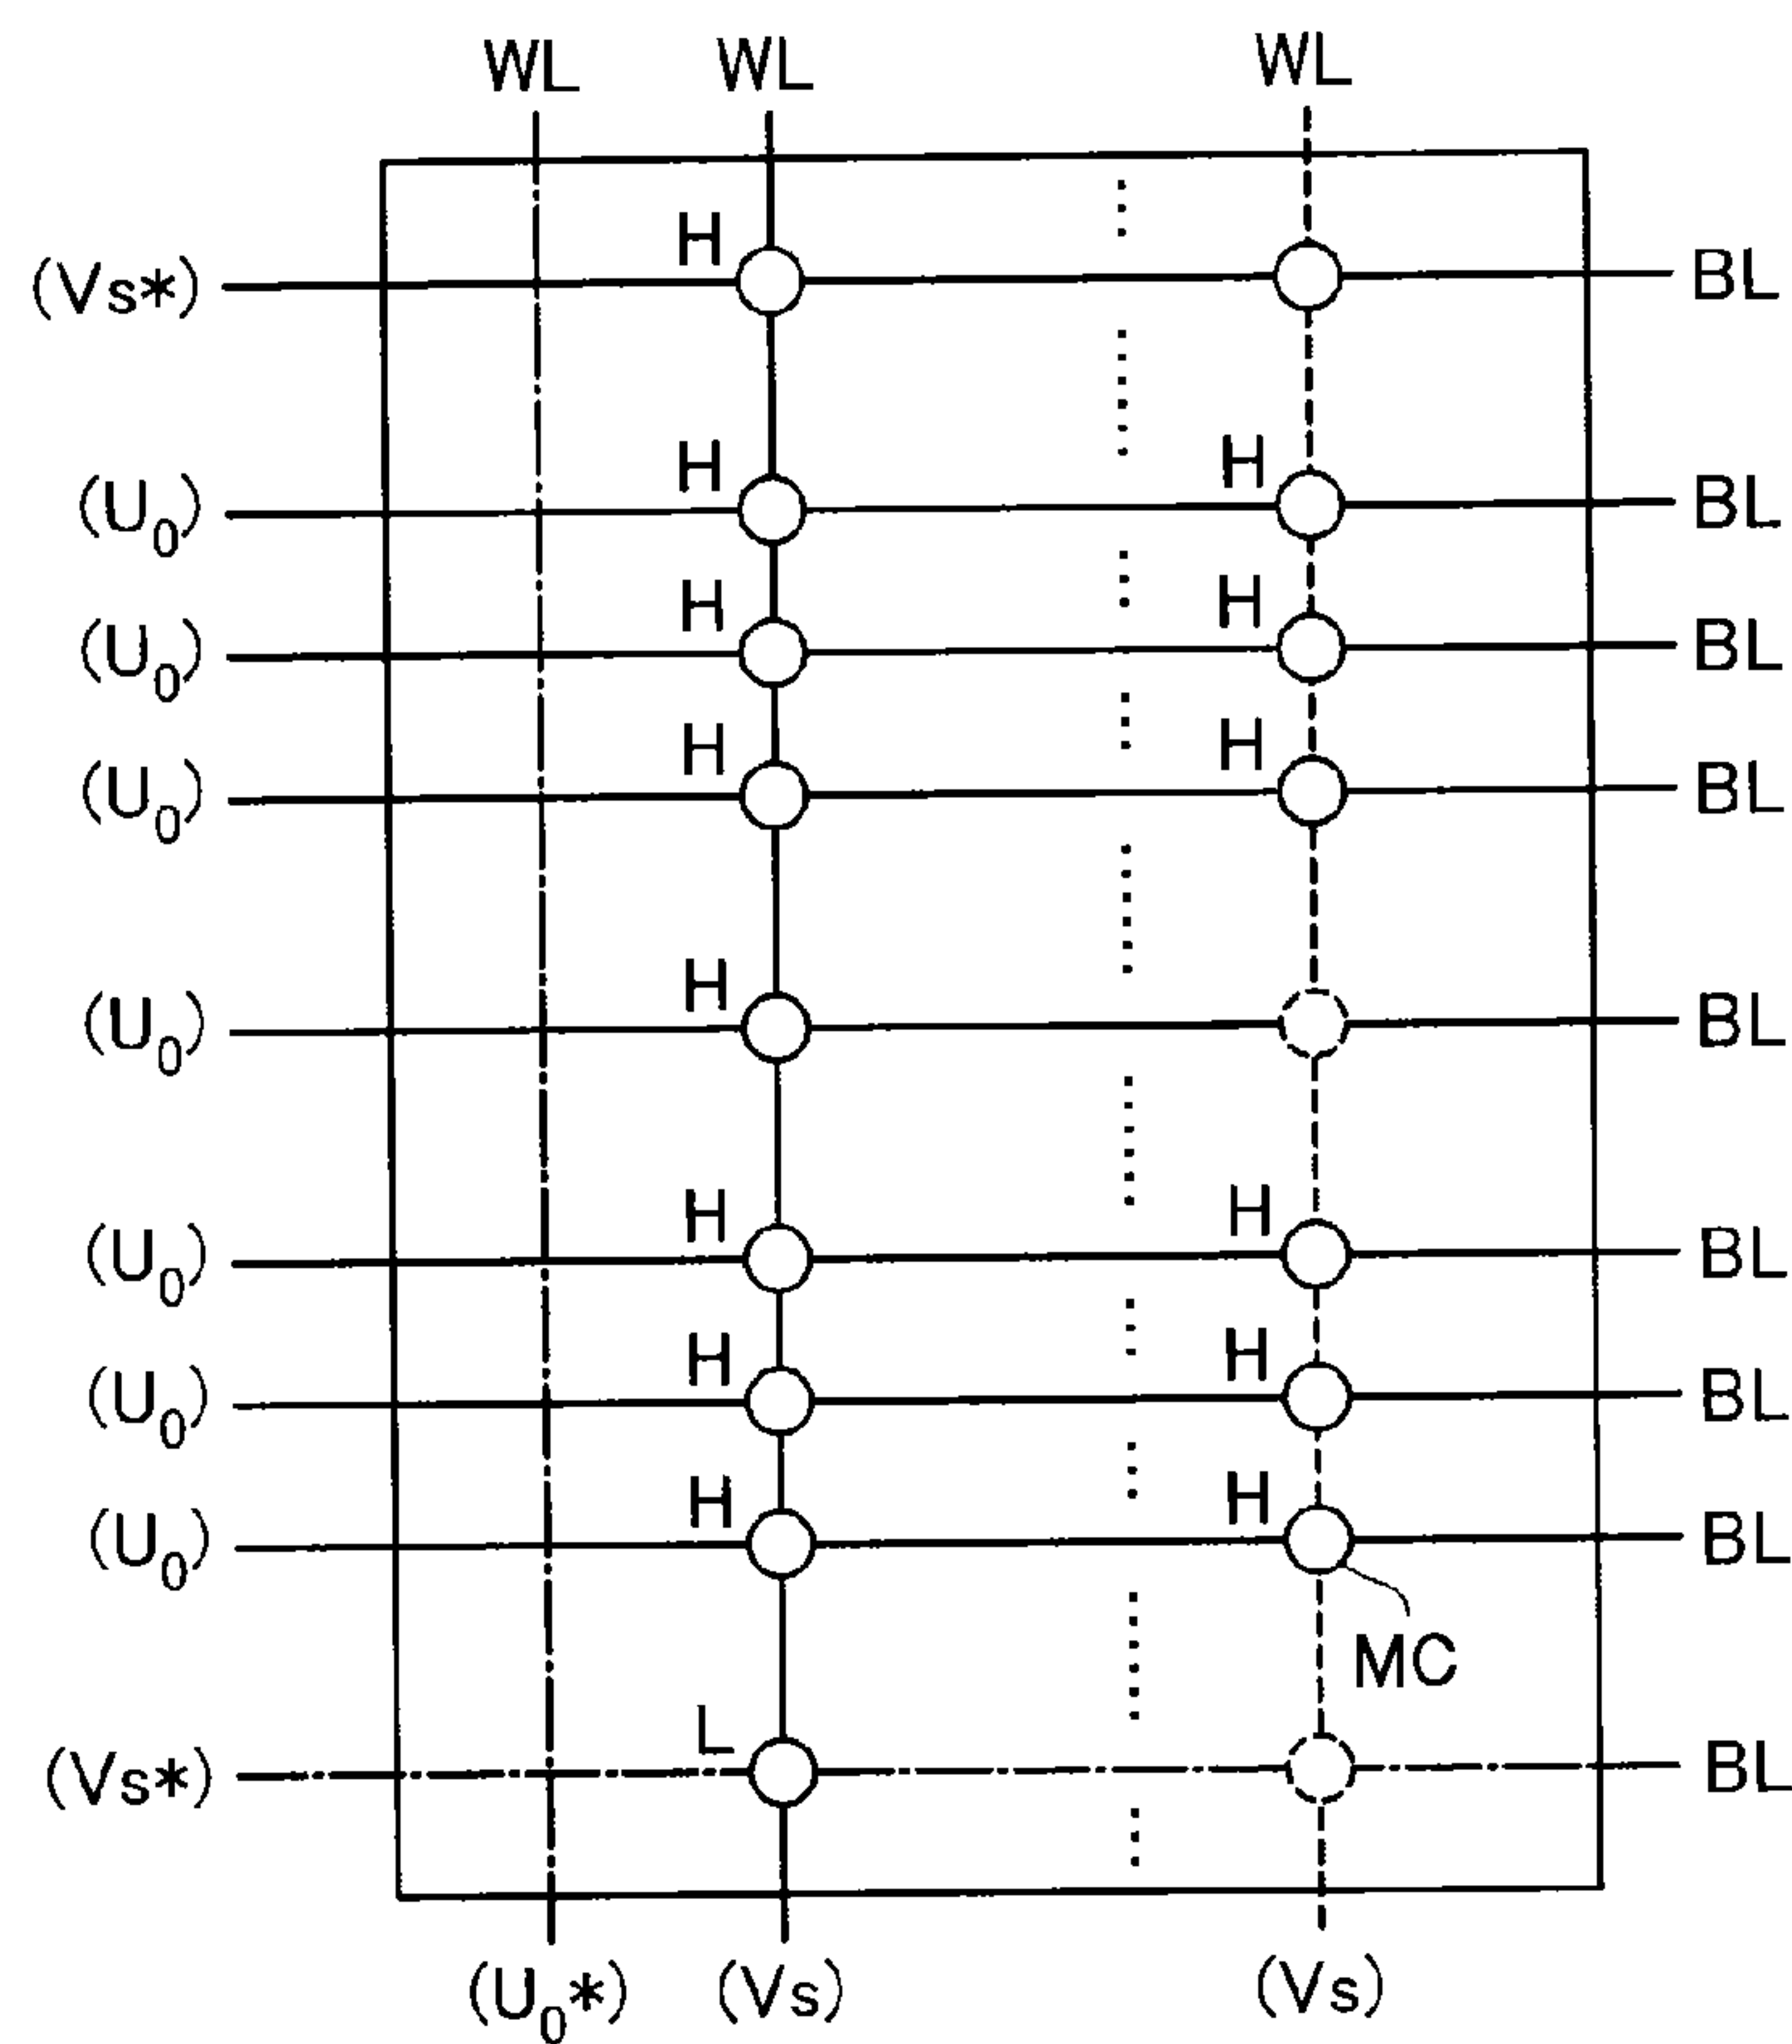 WL WL WL
H
(Vs*) BL
H H
(U₀) BL
H H
(U₀) BL
H H
(U₀) BL
H
(U₀) BL
H H
(U₀) BL
H H
(U₀) BL
H H
(U₀) BL
MC
L
(Vs*) BL
(U₀*) (Vs) (Vs)